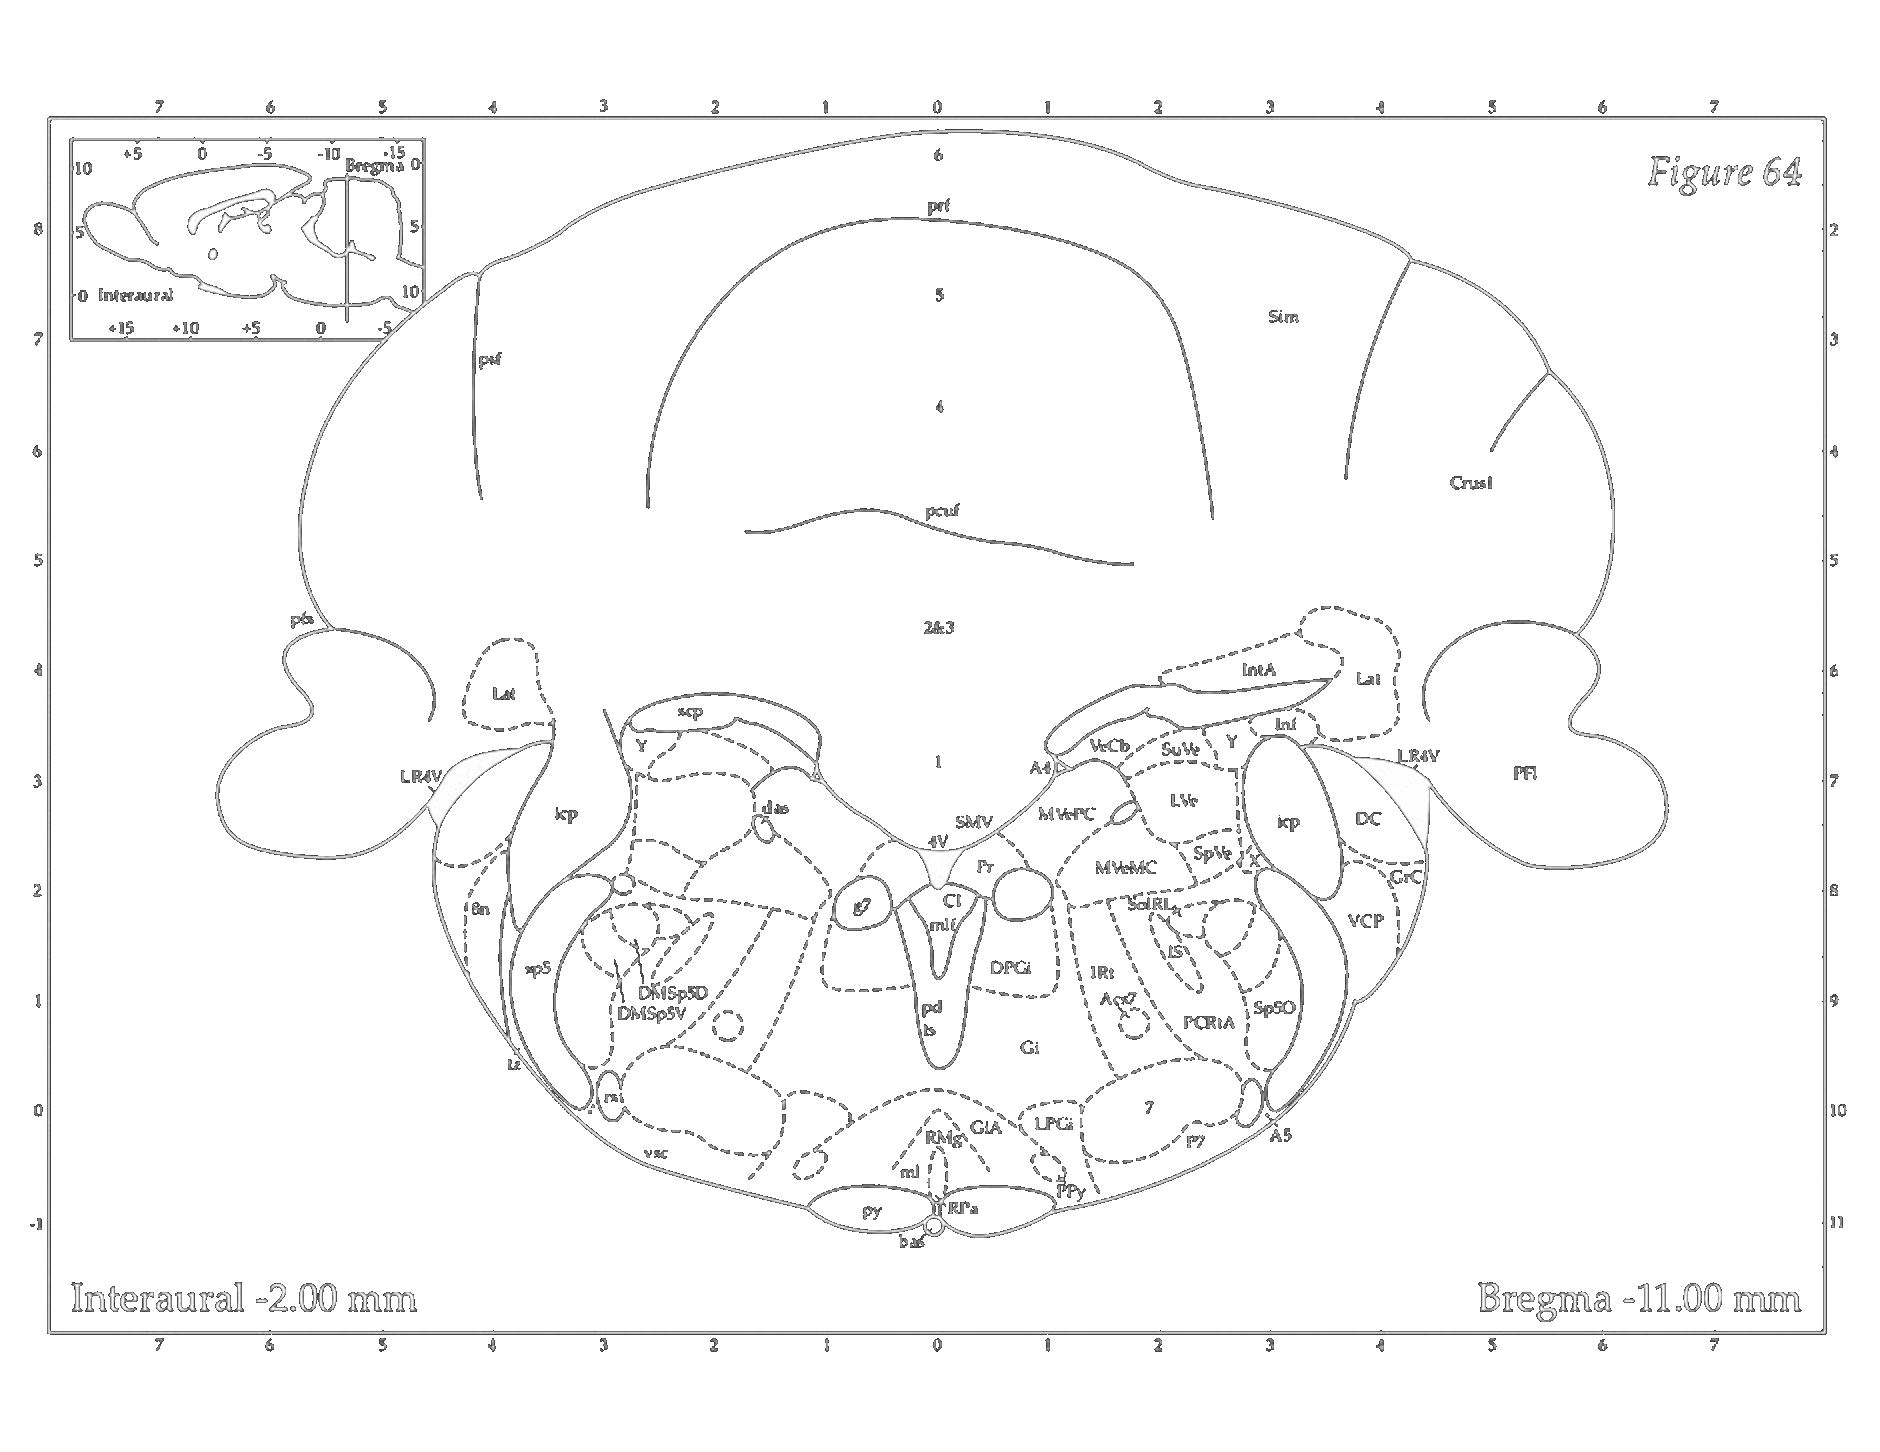 7 6 5 4 3 2 1 0 1 2 3 4 5 6 7
Figure 64
+5 0 -5 -10 -15
Bregma 0
10
5 5
0 Interaural 10
+15 +10 +5 0 -5
6
prf
8 2
5
Sim
7 3
psf
4
6 4
CrusI
pcuf
5 5
pfs
2&3
4 6
IntA
Lat Lat
scp
Inf
Y VeCb SuVe Y
LR4V 1 A4 LR4V
3 7
PFl
LVe
das
icp SMV MVePC icp DC
4V
SpVe X
Pr MVeMC
GrC
2 8
8n g7 Cl SolRL
mlf VCP
IS
sp5 DPGi IRt
DMSp5D Acs7
1 9
DMSp5V pd Sp5O
PCRtA
ts
Gi
rs 7
0 10
LPGi
GiA
RMg P7 A5
vsc
ml
PPy
py RPa
-1 11
bas
Interaural -2.00 mm
Bregma -11.00 mm
7 6 5 4 3 2 1 0 1 2 3 4 5 6 7